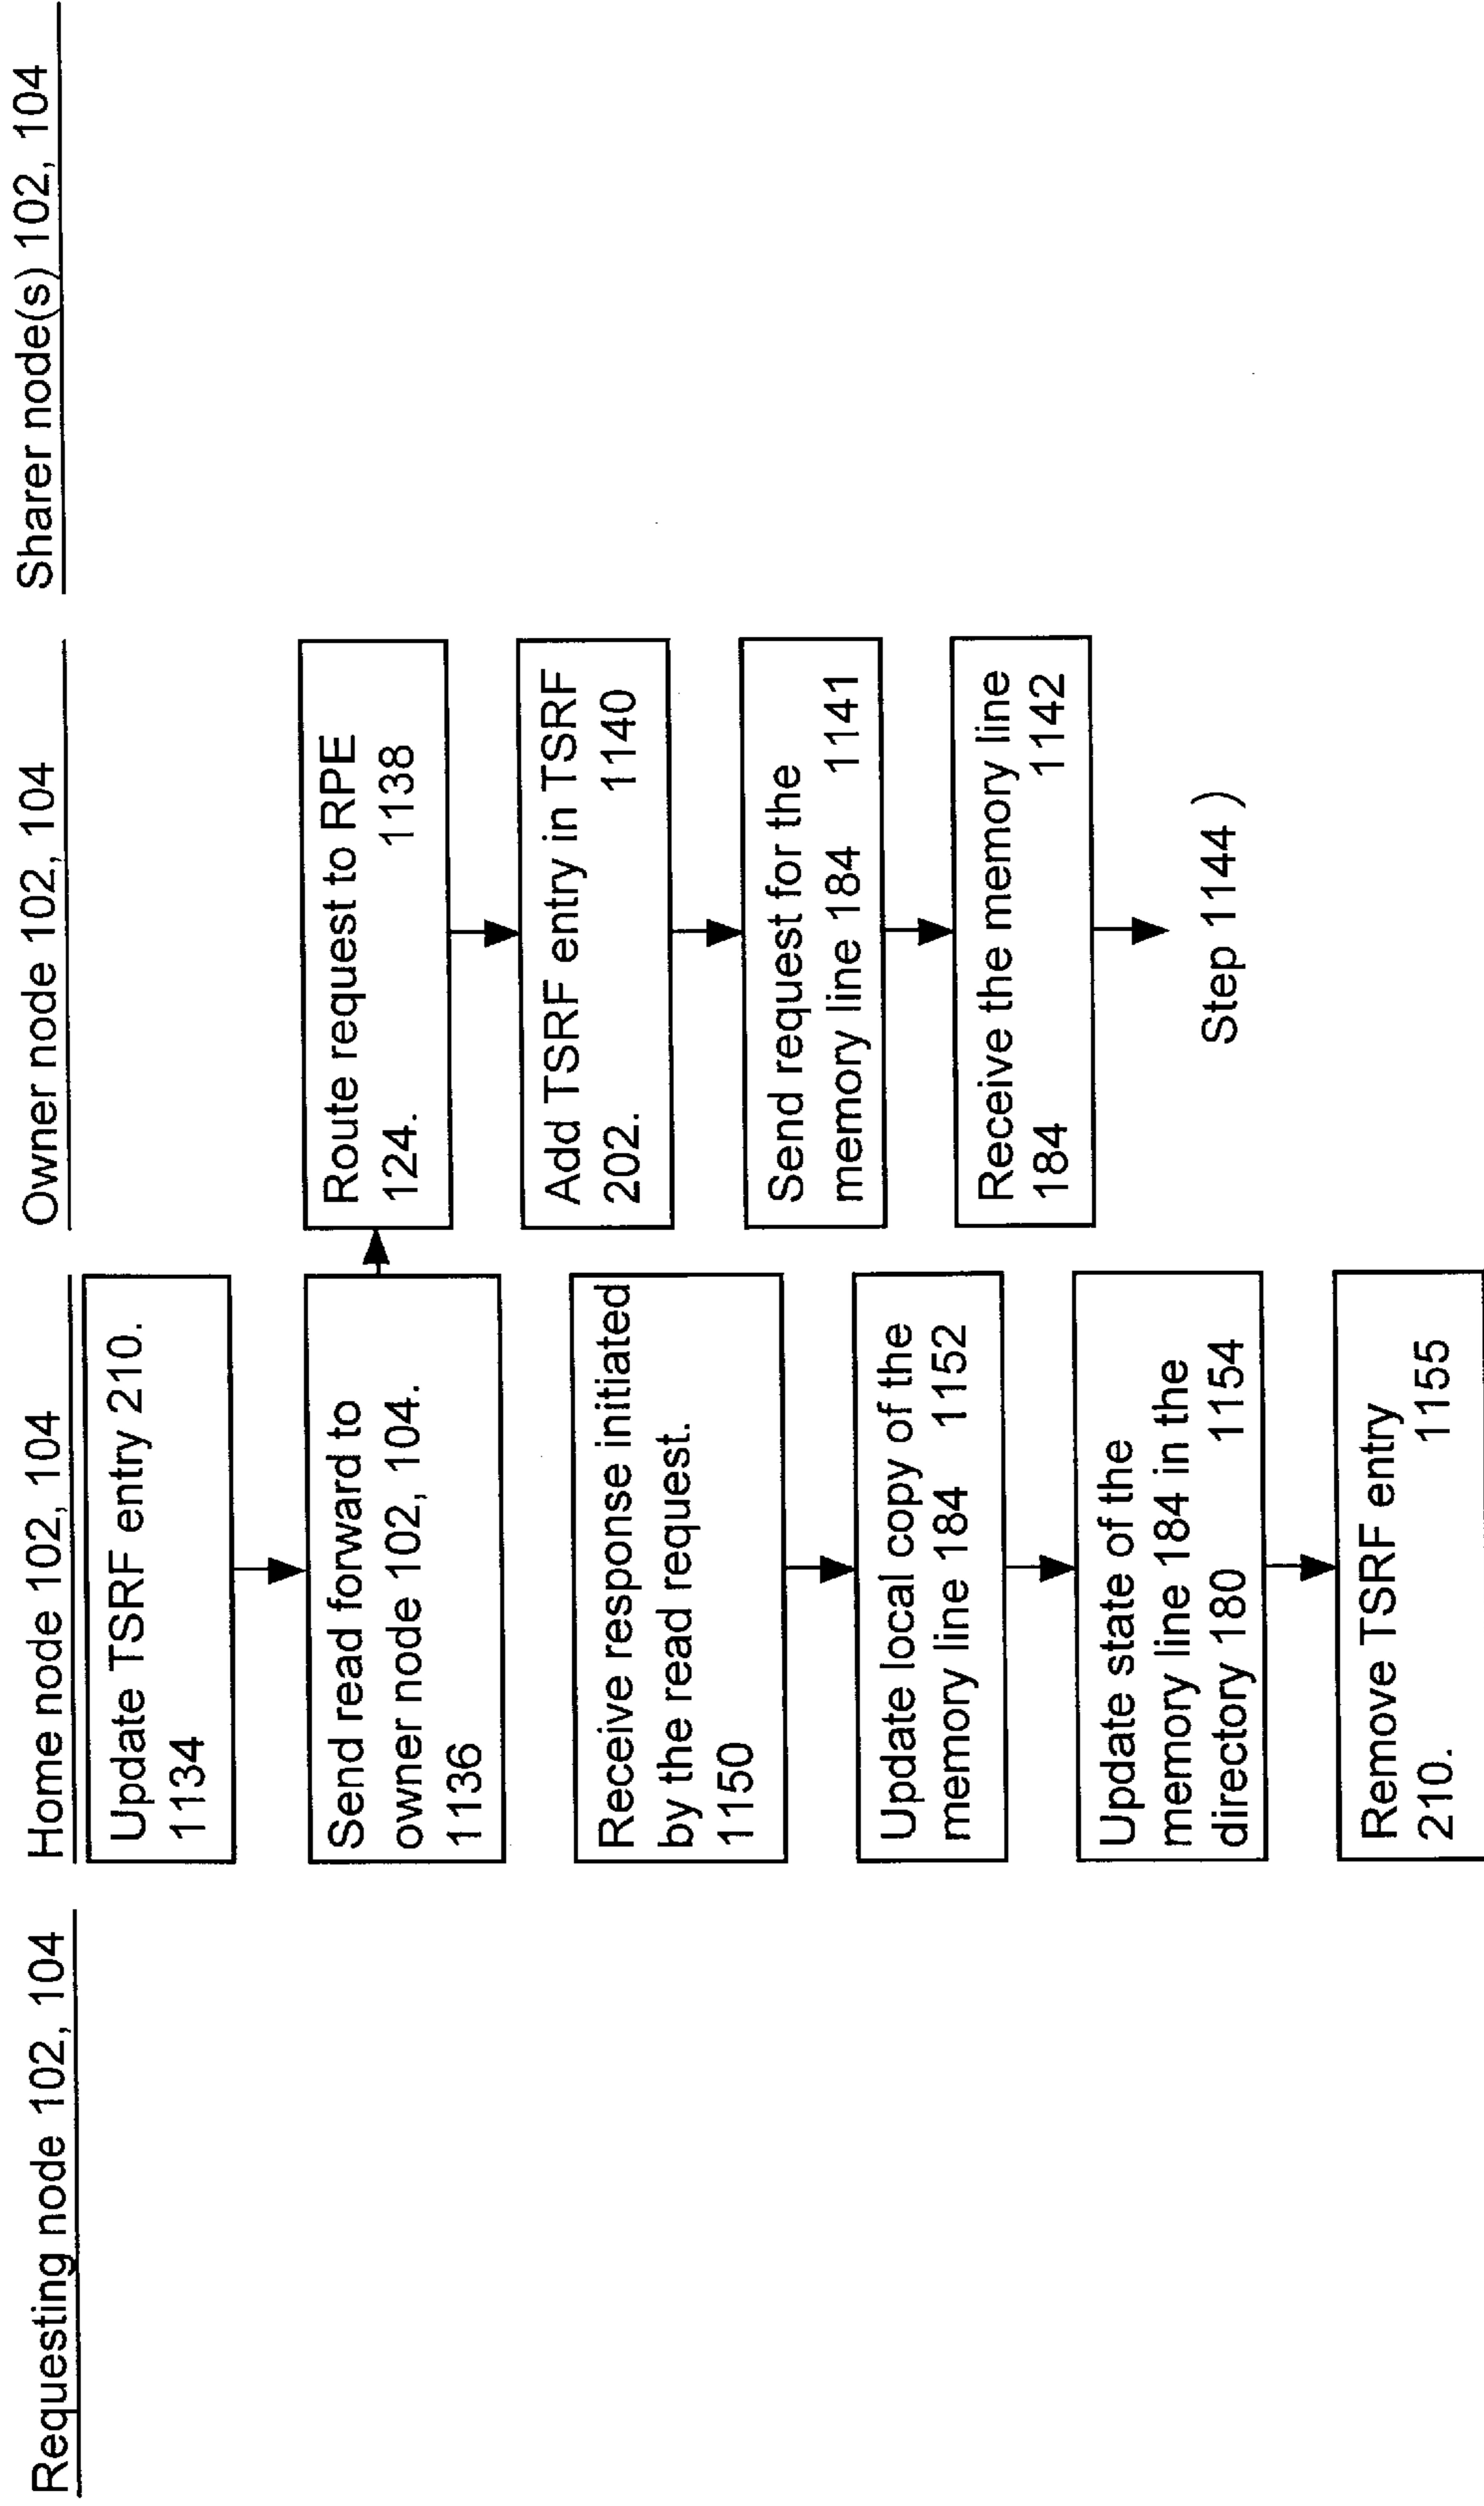 Requesting node 102, 104
Home node 102, 104
Owner node 102, 104
Sharer node(s) 102, 104
Update TSRF entry 210.
1134
Send read forward to
owner node 102, 104.
1136
Route request to RPE
124. 1138
Add TSRF entry in TSRF
202. 1140
Send request for the
memory line 184 1141
Receive the memory line
184 1142
Step 1144 )
Receive response initiated
by the read request.
1150
Update local copy of the
memory line 184 1152
Update state of the
memory line 184 in the
directory 180 1154
Remove TSRF entry
210. 1155